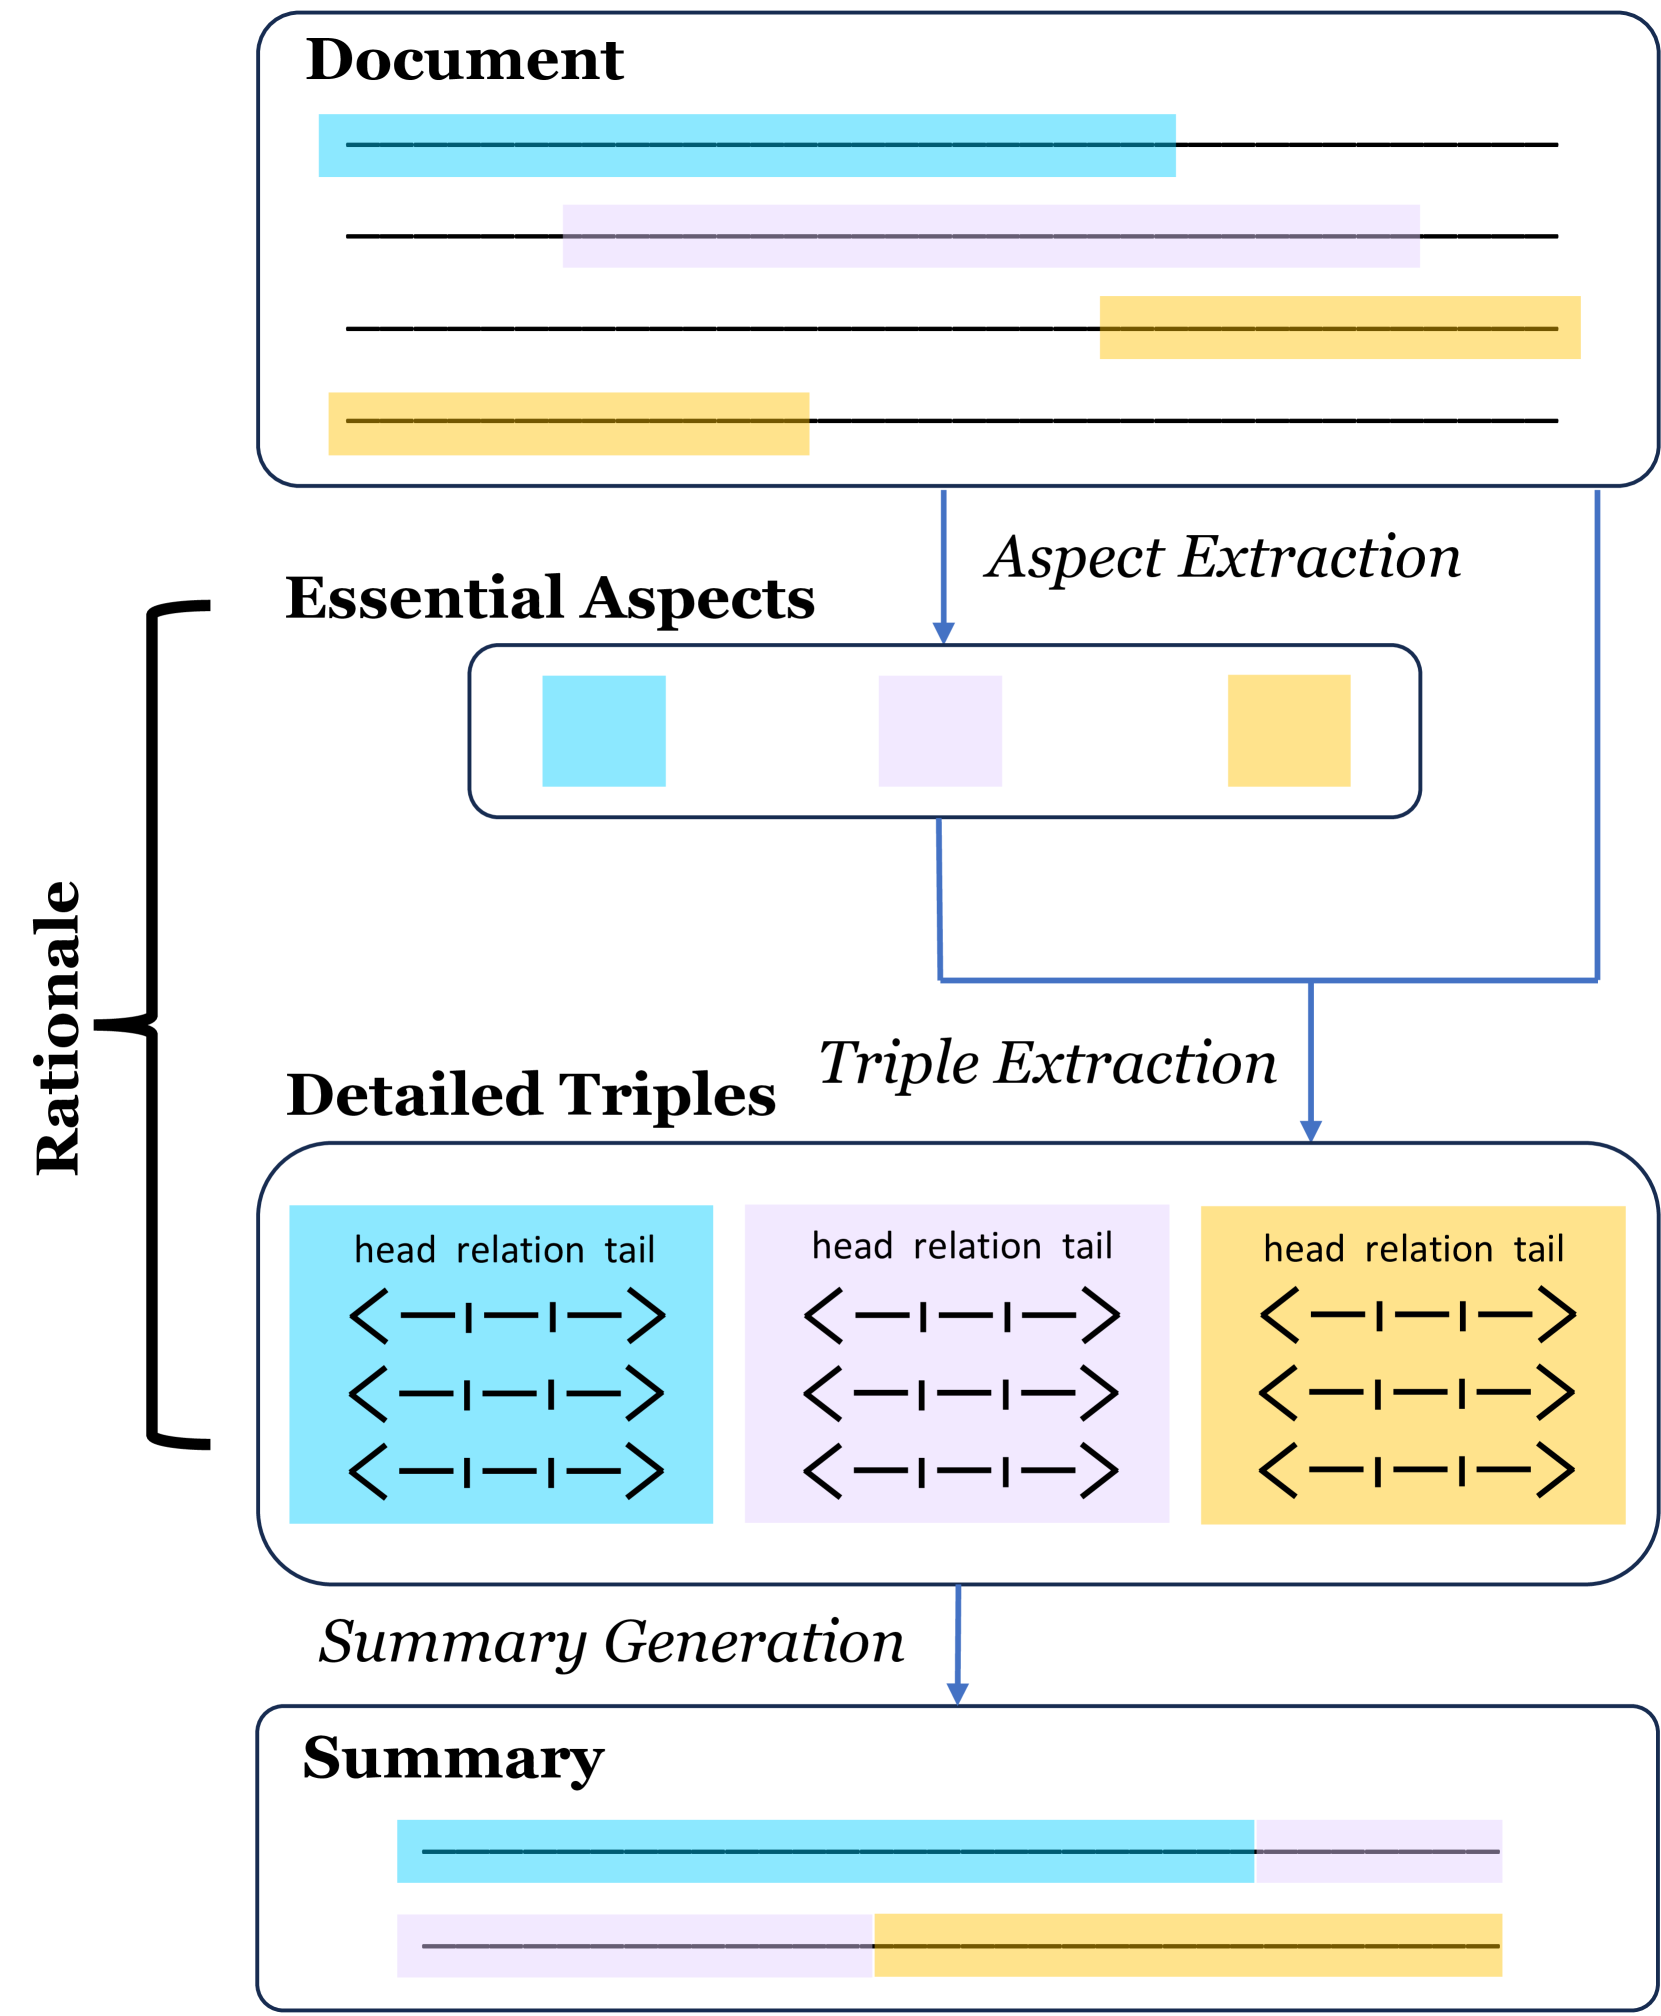 Document
Aspect Extraction
Essential Aspects
Rationale
Triple Extraction
Detailed Triples
head relation tail
head relation tail
head relation tail
Summary Generation
Summary